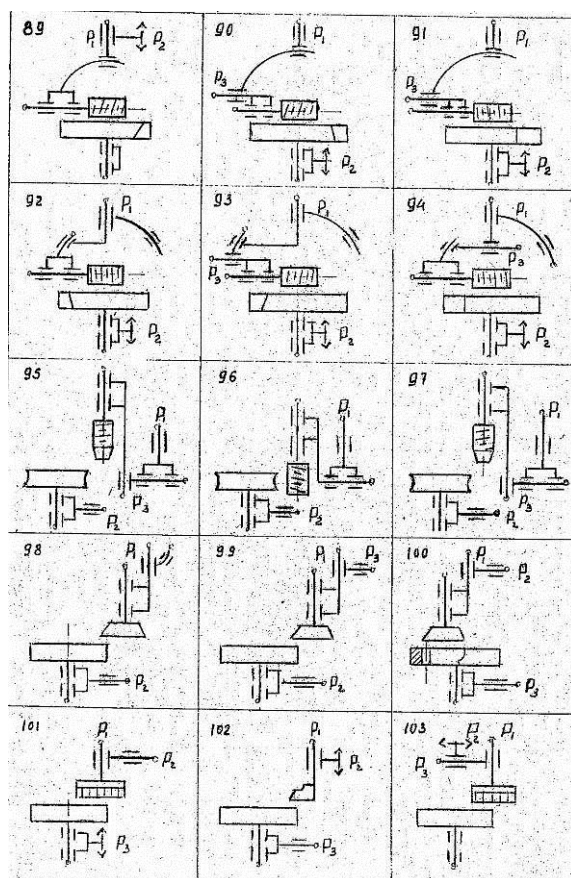 89 P₁ P₂
90 P₁ P₃ P₂
91 P₁ P₃ P₂
92 P₁ P₂
93 P₁ P₃ P₂
94 P₁ P₃ P₂
95 P₁ P₃ P₂
96 P₁ P₂
97 P₁ P₃ P₂
98 P₁ P₂
99 P₁ P₃ P₂
100 P₁ P₂ P₃
101 P₁ P₂ P₃
102 P₁ P₂ P₃
103 P₂ P₁ P₃